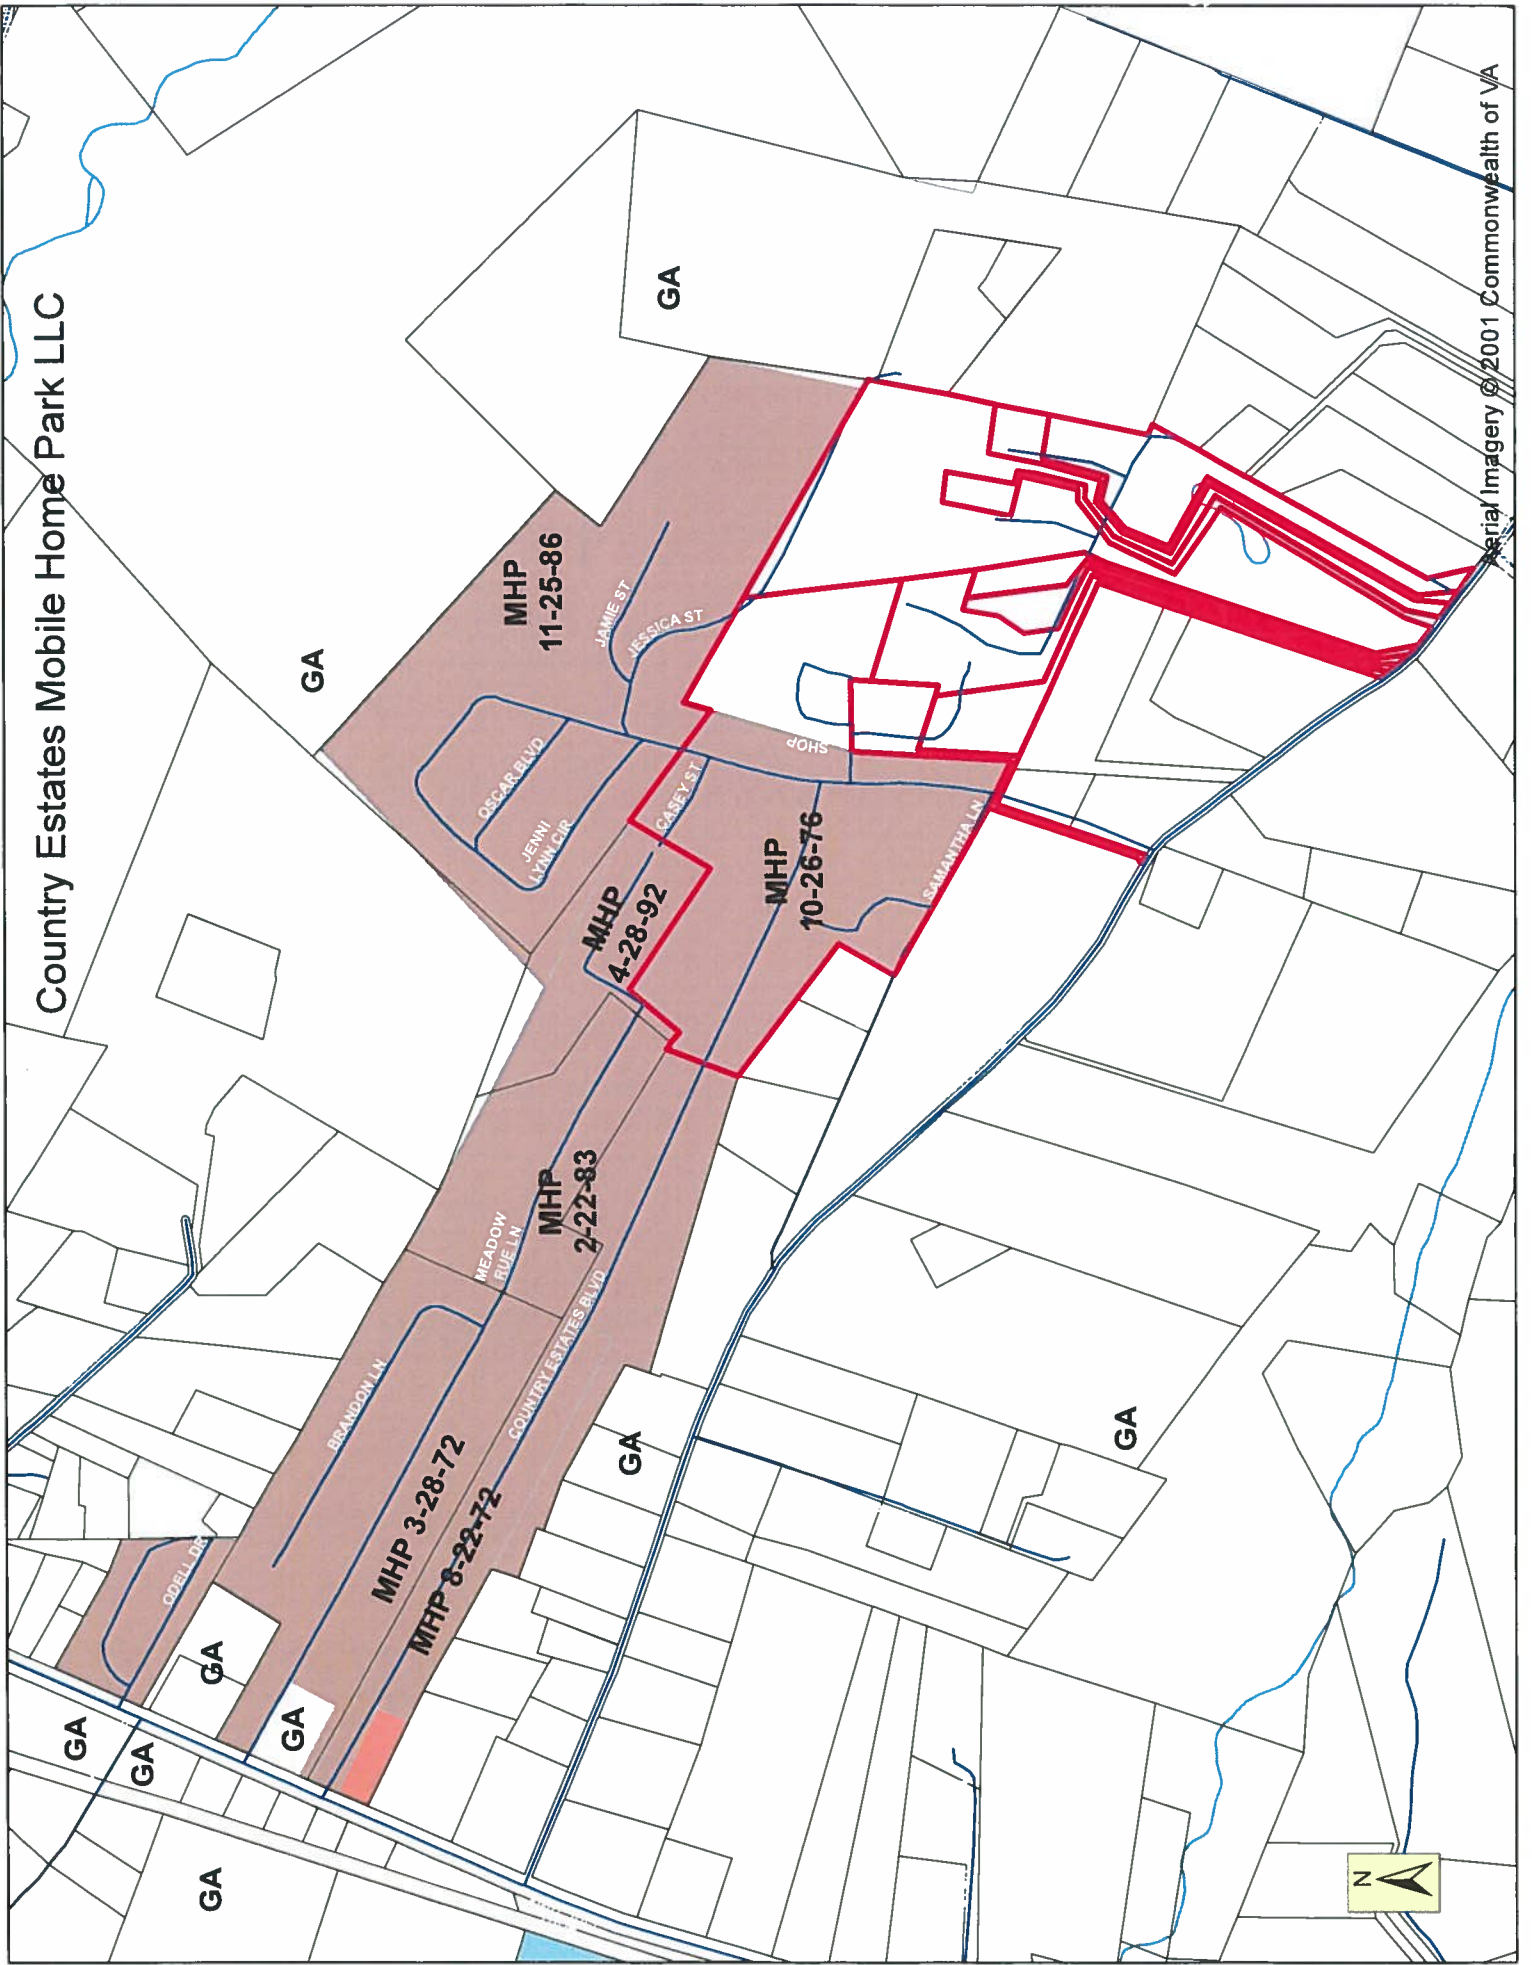 Country Estates Mobile Home Park LLC
GA
GA
MHP
11-25-86
JAMIE ST
JESSICA ST
OSCAR BLVD
JENNI
LYNN CIR
CASEY ST
SHOP
MHP
4-28-92
MHP
10-26-76
SAMANTHA LN
MHP
2-22-83
MEADOW
RUE LN
COUNTRY ESTATES BLVD
BRANDON LN
MHP 3-28-72
MHP 8-22-72
ODELL DR
GA
GA
GA
GA
GA
GA
GA
N
Aerial Imagery © 2001 Commonwealth of VA